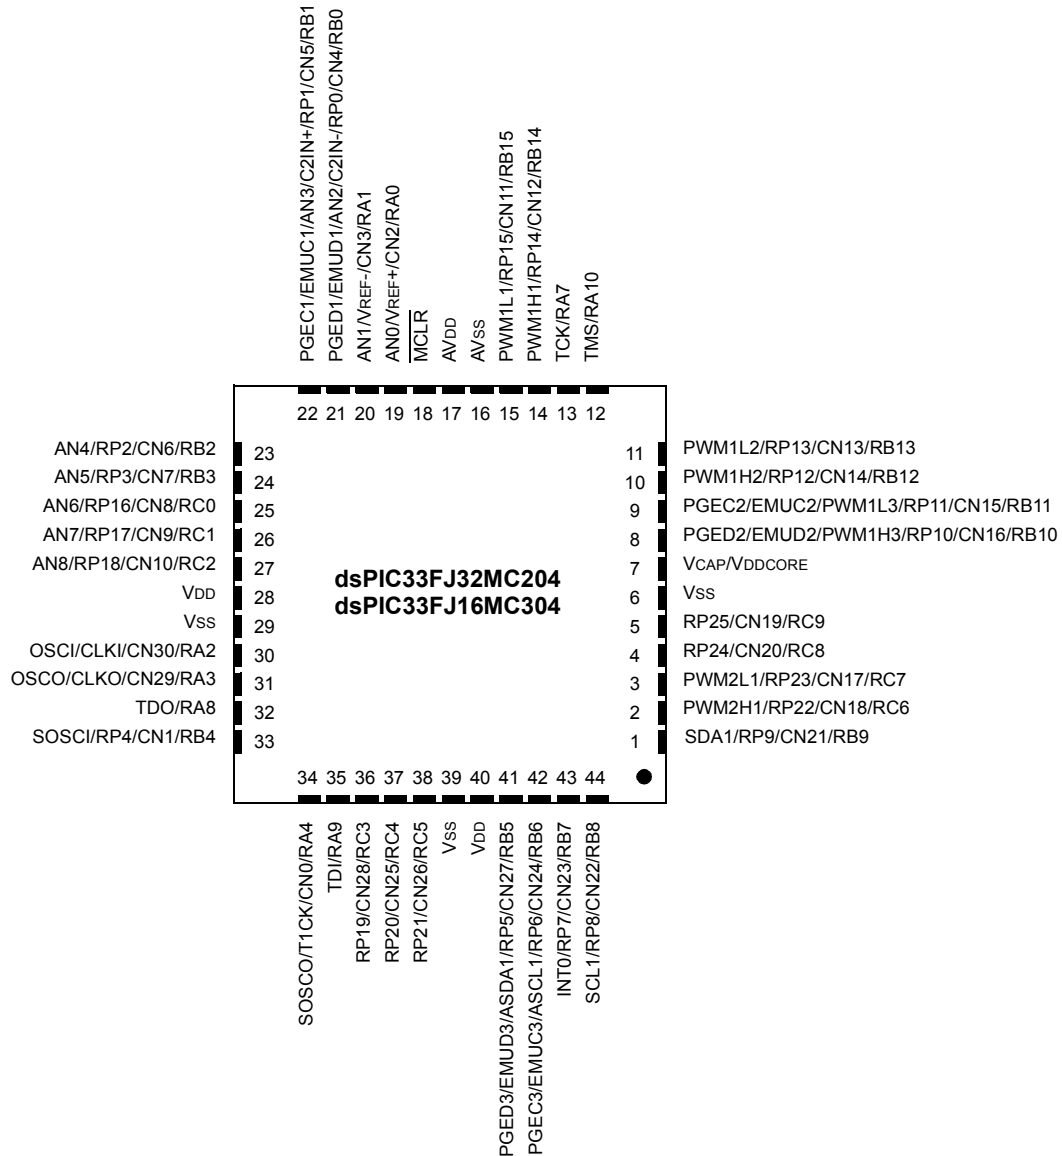 PGEC1/EMUC1/AN3/C2IN+/RP1/CN5/RB1
PGED1/EMUD1/AN2/C2IN-/RP0/CN4/RB0
AN1/VREF-/CN3/RA1
AN0/VREF+/CN2/RA0
MCLR
AVDD
AVSS
PWM1L1/RP15/CN11/RB15
PWM1H1/RP14/CN12/RB14
TCK/RA7
TMS/RA10
22 21 20 19 18 17 16 15 14 13 12
AN4/RP2/CN6/RB2 23
AN5/RP3/CN7/RB3 24
AN6/RP16/CN8/RC0 25
AN7/RP17/CN9/RC1 26
AN8/RP18/CN10/RC2 27
VDD 28
VSS 29
OSCI/CLKI/CN30/RA2 30
OSCO/CLKO/CN29/RA3 31
TDO/RA8 32
SOSCI/RP4/CN1/RB4 33
dsPIC33FJ32MC204
dsPIC33FJ16MC304
11 PWM1L2/RP13/CN13/RB13
10 PWM1H2/RP12/CN14/RB12
9 PGEC2/EMUC2/PWM1L3/RP11/CN15/RB11
8 PGED2/EMUD2/PWM1H3/RP10/CN16/RB10
7 VCAP/VDDCORE
6 VSS
5 RP25/CN19/RC9
4 RP24/CN20/RC8
3 PWM2L1/RP23/CN17/RC7
2 PWM2H1/RP22/CN18/RC6
1 SDA1/RP9/CN21/RB9
34 35 36 37 38 39 40 41 42 43 44
SOSCO/T1CK/CN0/RA4
TDI/RA9
RP19/CN28/RC3
RP20/CN25/RC4
RP21/CN26/RC5
VSS
VDD
PGED3/EMUD3/ASDA1/RP5/CN27/RB5
PGEC3/EMUC3/ASCL1/RP6/CN24/RB6
INT0/RP7/CN23/RB7
SCL1/RP8/CN22/RB8